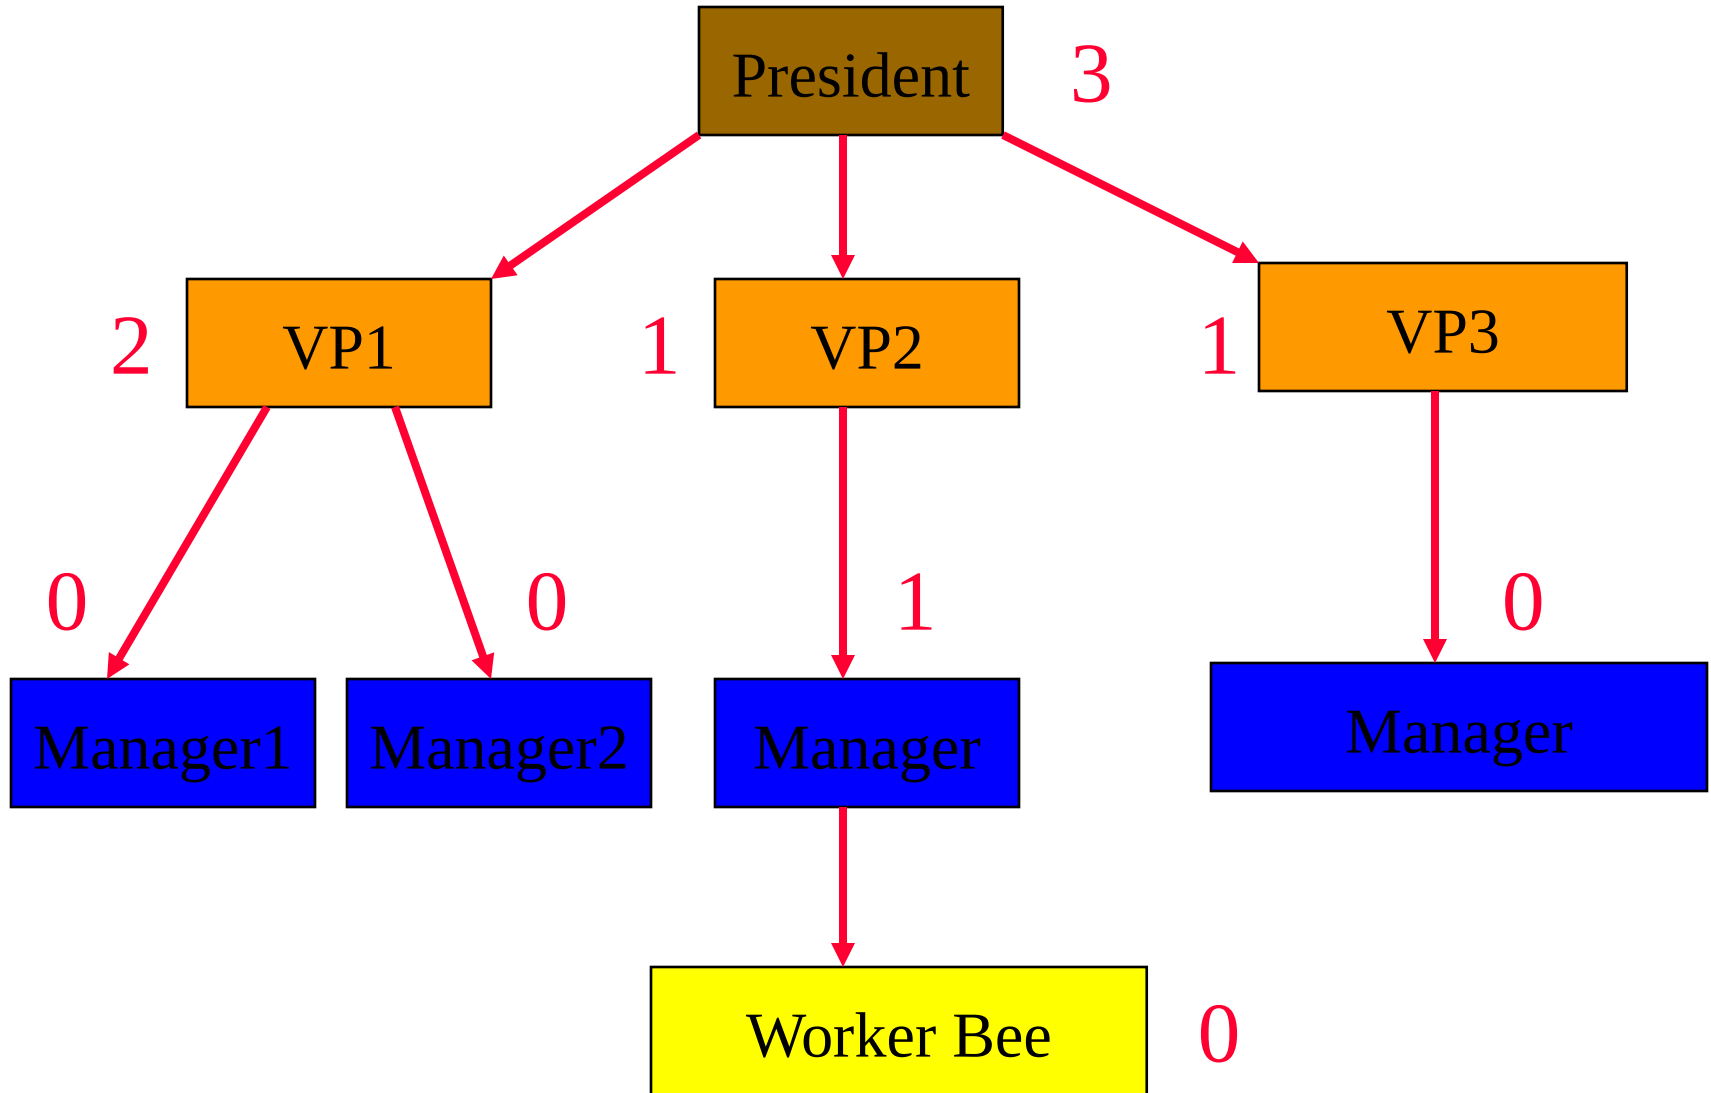 President 3
2 VP1
1 VP2
1 VP3
0
0
1
0
Manager1
Manager2
Manager
Manager
Worker Bee 0